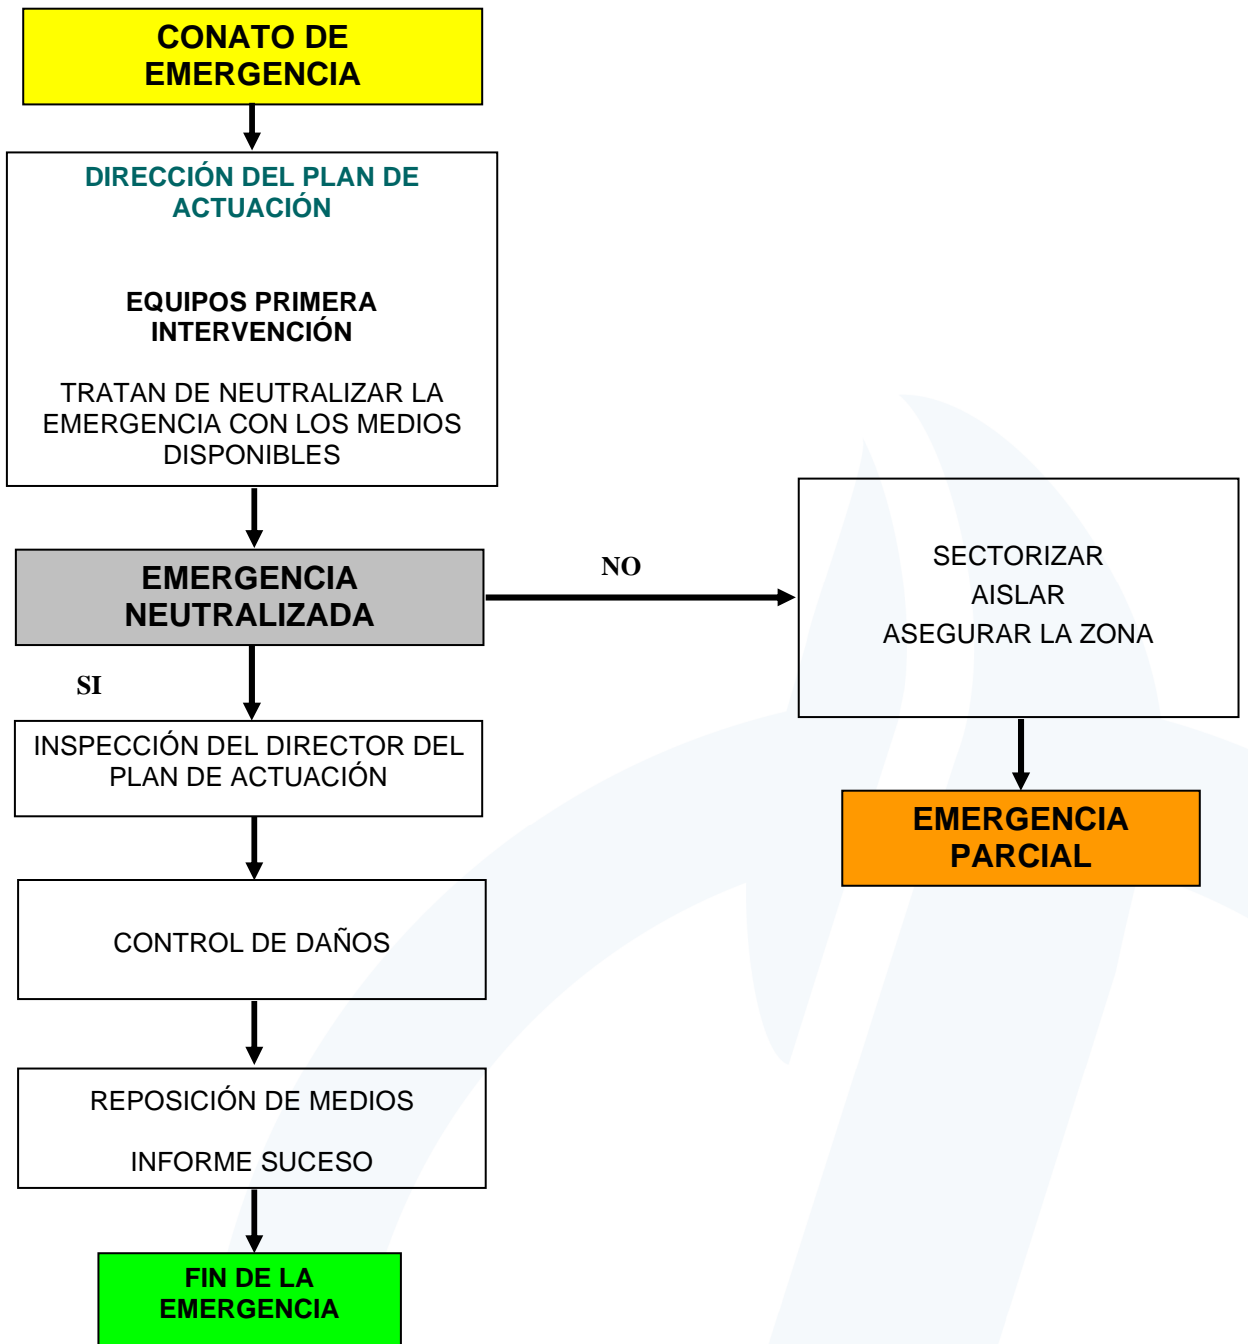 CONATO DE
EMERGENCIA
DIRECCIÓN DEL PLAN DE
ACTUACIÓN
EQUIPOS PRIMERA
INTERVENCIÓN
TRATAN DE NEUTRALIZAR LA
EMERGENCIA CON LOS MEDIOS
DISPONIBLES
EMERGENCIA
NEUTRALIZADA
NO
SECTORIZAR
AISLAR
ASEGURAR LA ZONA
EMERGENCIA
PARCIAL
SI
INSPECCIÓN DEL DIRECTOR DEL
PLAN DE ACTUACIÓN
CONTROL DE DAÑOS
REPOSICIÓN DE MEDIOS
INFORME SUCESO
FIN DE LA
EMERGENCIA